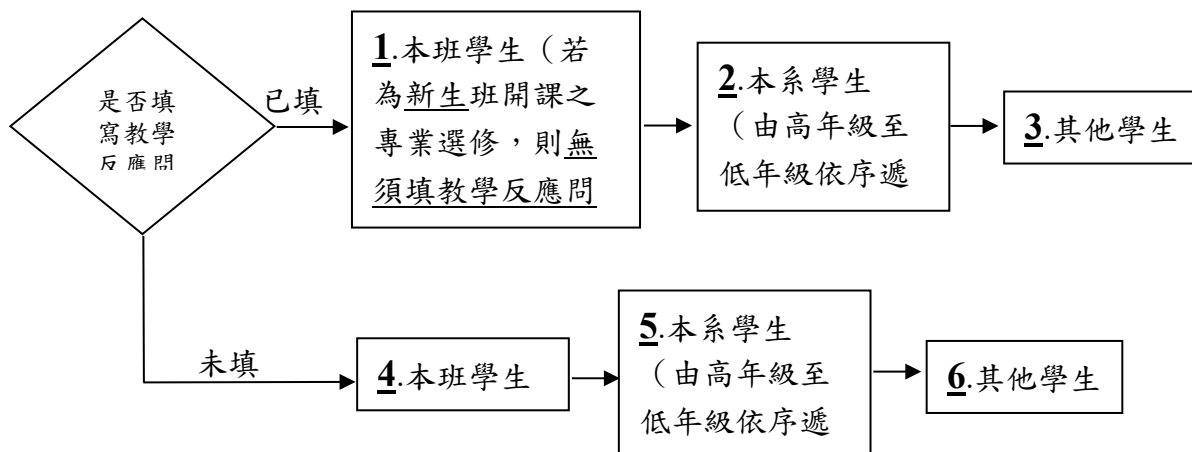 是否填
寫教學
反應問
已填
1.本班學生（若
為新生班開課之
專業選修，則無
須填教學反應問
2.本系學生
（由高年級至
低年級依序遞
3.其他學生
未填
4.本班學生
5.本系學生
（由高年級至
低年級依序遞
6.其他學生